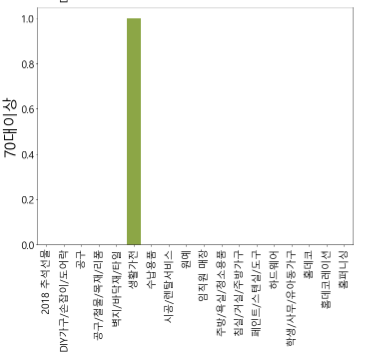 70대이상
1.0
0.8
0.6
0.4
0.2
0.0
2018 추석선물
DIY가구/손잡이/도어락
공구
공구/철물/목재/리폼
벽지/바닥재/타일
생활가전
수납용품
시공/렌탈서비스
원예
임직원 매장
주방/욕실/청소용품
침실/거실/주방가구
페인트/스텐실/도구
하드웨어
학생/사무/유아동가구
홈데코
홈데코레이션
홈퍼니싱